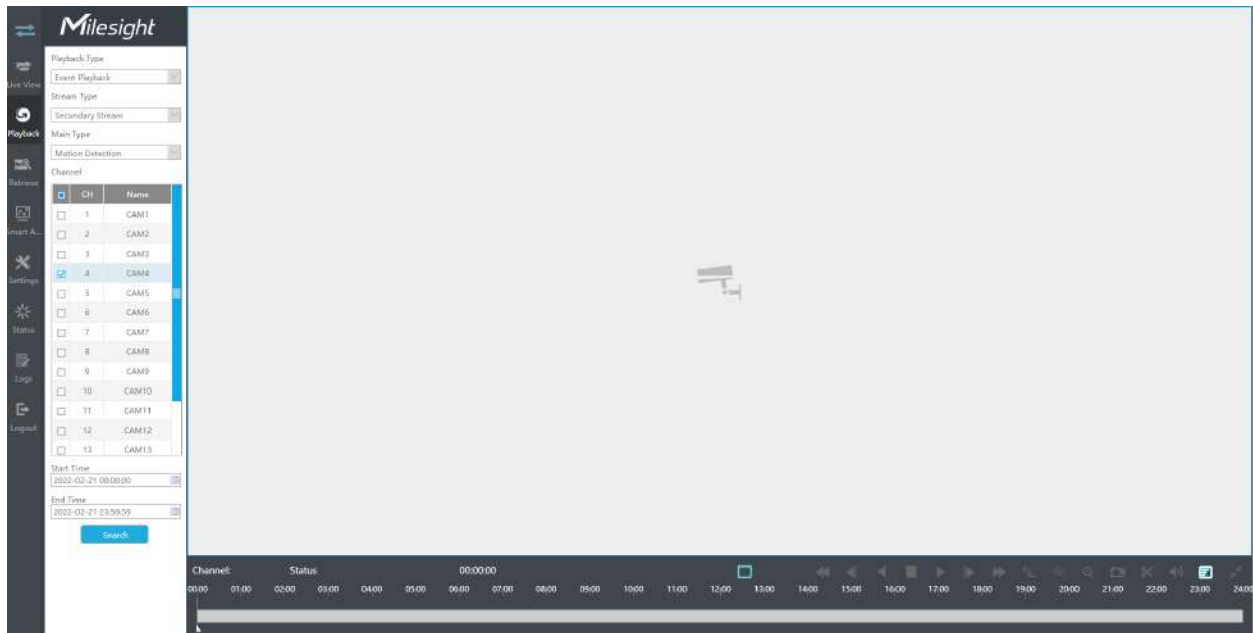 Milesight
Live View
Playback
Retrieve
Smart A...
Settings
Status
Logs
Logout
Playback Type
Event Playback
Stream Type
Secondary Stream
Main Type
Motion Detection
Channel
CH Name
1 CAM1
2 CAM2
3 CAM3
4 CAM4
5 CAM5
6 CAM6
7 CAM7
8 CAM8
9 CAM9
10 CAM10
11 CAM11
12 CAM12
13 CAM13
Start Time
2022-02-21 00:00:00
End Time
2022-02-21 23:59:59
Search
Channel: Status: 00:00:00
00:00 01:00 02:00 03:00 04:00 05:00 06:00 07:00 08:00 09:00 10:00 11:00 12:00 13:00 14:00 15:00 16:00 17:00 18:00 19:00 20:00 21:00 22:00 23:00 24:00